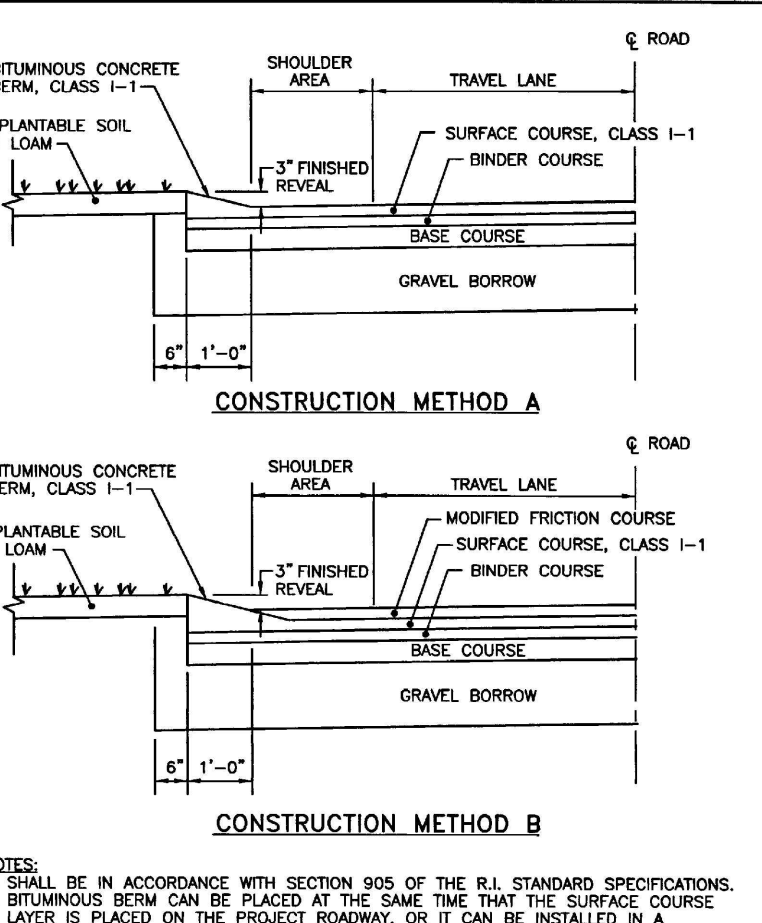 ℄ ROAD
SHOULDER
AREA
TRAVEL LANE
BITUMINOUS CONCRETE
BERM, CLASS I-1
PLANTABLE SOIL
LOAM
3" FINISHED
REVEAL
SURFACE COURSE, CLASS I-1
BINDER COURSE
BASE COURSE
GRAVEL BORROW
6" 1'-0"
CONSTRUCTION METHOD A
℄ ROAD
SHOULDER
AREA
TRAVEL LANE
BITUMINOUS CONCRETE
BERM, CLASS I-1
PLANTABLE SOIL
LOAM
MODIFIED FRICTION COURSE
SURFACE COURSE, CLASS I-1
3" FINISHED
REVEAL
BINDER COURSE
BASE COURSE
GRAVEL BORROW
6" 1'-0"
CONSTRUCTION METHOD B
NOTES:
SHALL BE IN ACCORDANCE WITH SECTION 905 OF THE R.I. STANDARD SPECIFICATIONS.
BITUMINOUS BERM CAN BE PLACED AT THE SAME TIME THAT THE SURFACE COURSE
LAYER IS PLACED ON THE PROJECT ROADWAY, OR IT CAN BE INSTALLED IN A